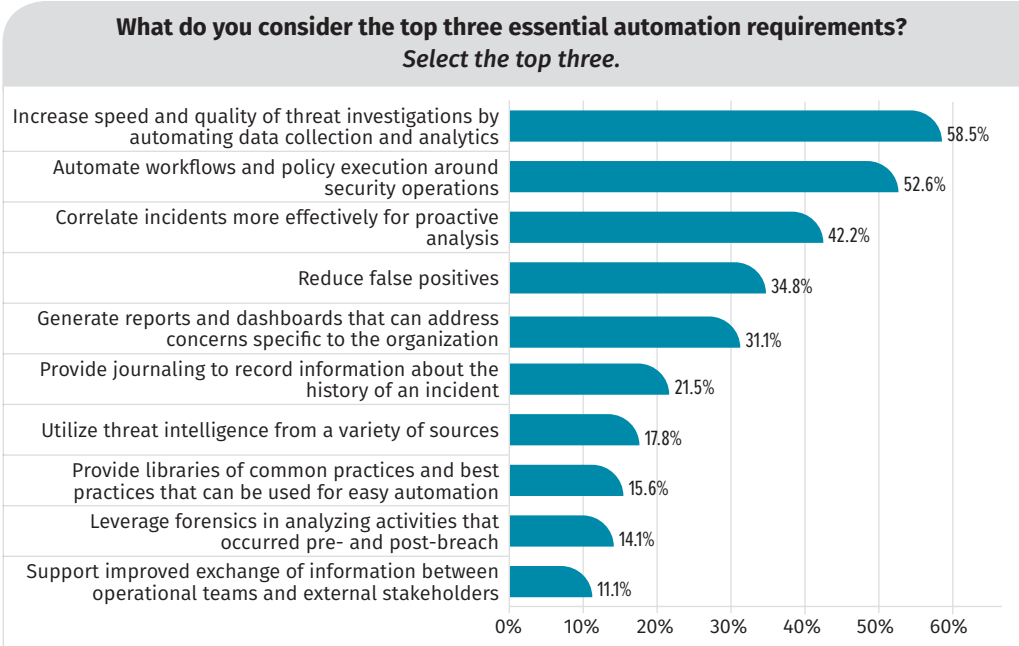 What do you consider the top three essential automation requirements?
Select the top three.
Increase speed and quality of threat investigations by
automating data collection and analytics
58.5%
Automate workflows and policy execution around
security operations
52.6%
Correlate incidents more effectively for proactive
analysis
42.2%
Reduce false positives
34.8%
Generate reports and dashboards that can address
concerns specific to the organization
31.1%
Provide journaling to record information about the
history of an incident
21.5%
Utilize threat intelligence from a variety of sources
17.8%
Provide libraries of common practices and best
practices that can be used for easy automation
15.6%
Leverage forensics in analyzing activities that
occurred pre- and post-breach
14.1%
Support improved exchange of information between
operational teams and external stakeholders
11.1%
0% 10% 20% 30% 40% 50% 60%